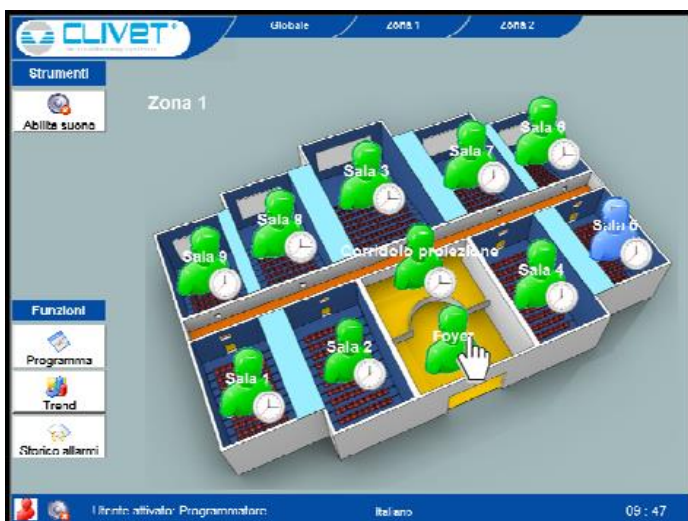 CLIVET
Globale
Zona 1
Zona 2
Strumenti
Abilita suono
Zona 1
Sala 6
Sala 7
Sala 3
Sala 5
Sala 8
Corridoio proiezione
Sala 9
Sala 4
Funzioni
Foyer
Programma
Sala 2
Sala 1
Trend
Storico allarmi
Utente attivato: Programmatore
Italiano
09 : 47